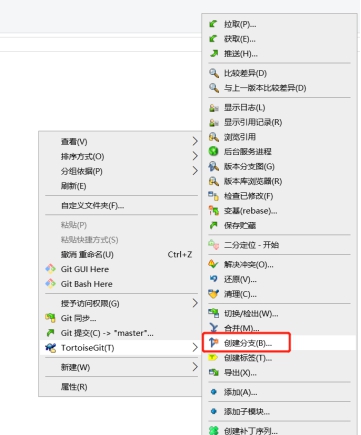 查看(V)
排序方式(O)
分组依据(P)
刷新(E)
自定义文件夹(F)...
粘贴(P)
粘贴快捷方式(S)
撤消 重命名(U) Ctrl+Z
Git GUI Here
Git Bash Here
授予访问权限(G)
Git 同步...
Git 提交(C) -> "master"...
TortoiseGit(T)
新建(W)
属性(R)
拉取(P)...
获取(E)...
推送(H)...
比较差异(D)
与上一版本比较差异(D)
显示日志(L)
显示引用记录(R)
浏览引用
后台服务进程
版本分支图(G)
版本库浏览器(R)
检查已修改(F)
变基(rebase)...
保存贮藏
二分定位 - 开始
解决冲突(O)...
还原(V)...
清理(C)...
切换/检出(W)...
合并(M)...
创建分支(B)...
创建标签(T)...
导出(X)...
添加(A)...
添加子模块...
创建补丁序列...